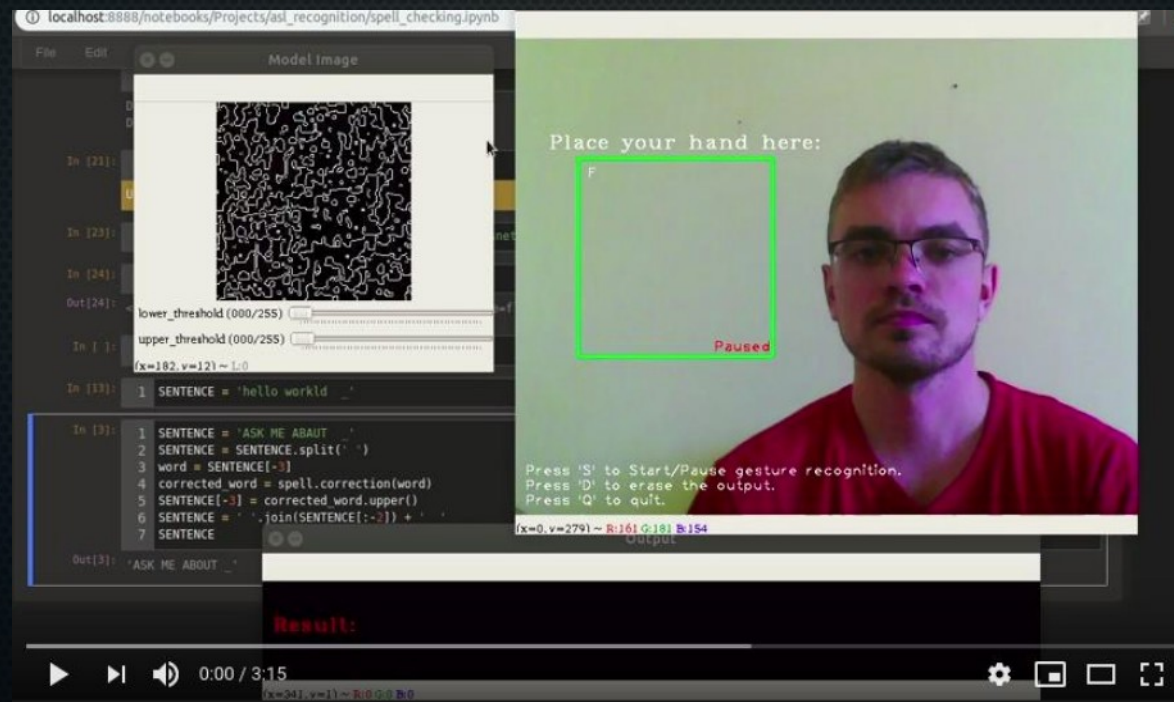 localhost:8888/notebooks/Projects/asl_recognition/spell_checking.ipynb
File Edit
Model Image
In [21]:
In [23]:
In [24]:
Out[24]:
In [ ]:
lower_threshold (000/255)
upper_threshold (000/255)
(x=182, y=12) ~ L:0
In [13]: 1 SENTENCE = 'hello workld _'
In [3]: 1 SENTENCE = 'ASK ME ABAUT _'
2 SENTENCE = SENTENCE.split(' ')
3 word = SENTENCE[-3]
4 corrected_word = spell.correction(word)
5 SENTENCE[-3] = corrected_word.upper()
6 SENTENCE = ' '.join(SENTENCE[:-2]) + ' _'
7 SENTENCE
Out[3]: 'ASK ME ABOUT _'
Place your hand here:
F
Paused
Press 'S' to Start/Pause gesture recognition.
Press 'D' to erase the output.
Press 'Q' to quit.
(x=0, y=279) ~ R:161 G:181 B:154
Output
Result:
0:00 / 3:15
(x=341, y=1) ~ R:0 G:0 B:0